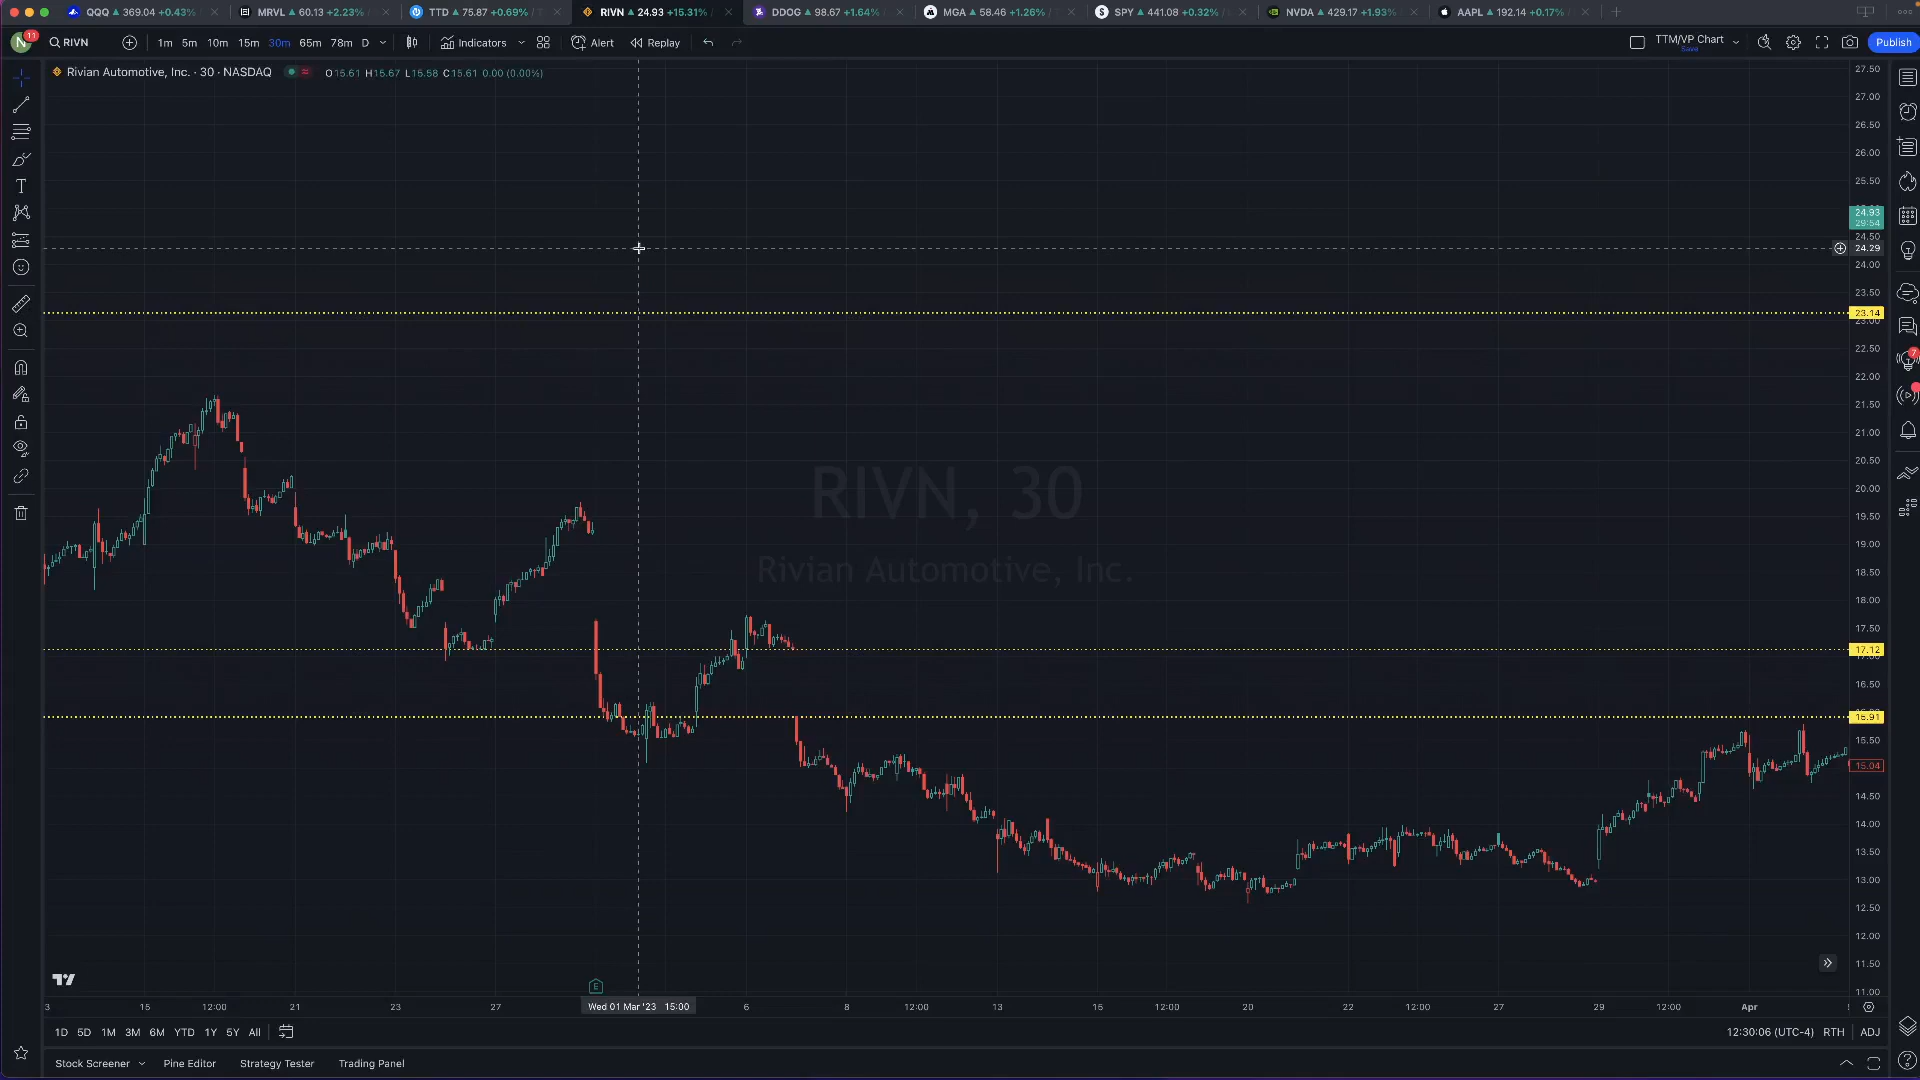 QQQ ▲ 369.04 +0.43%
MRVL ▲ 60.13 +2.23%
TTD ▲ 75.87 +0.69%
RIVN ▲ 24.93 +15.31%
DDOG ▲ 98.67 +1.64%
MGA ▲ 58.46 +1.26%
SPY ▲ 441.08 +0.32%
NVDA ▲ 429.17 +1.93%
AAPL ▲ 192.14 +0.17%
N 11 RIVN 1m 5m 10m 15m 30m 65m 78m D Indicators Alert Replay TTM/VP Chart Publish
Save
Rivian Automotive, Inc. · 30 · NASDAQ O15.61 H15.67 L15.58 C15.61 0.00 (0.00%)
27.50
27.00
26.50
26.00
25.50
24.93
29:54
24.50
24.29
24.00
23.50
23.14
23.00
22.50
7
22.00
21.50
21.00
20.50
20.00
RIVN, 30
19.50
19.00
Rivian Automotive, Inc.
18.50
18.00
17.50
17.12
16.50
15.91
15.50
15.04
14.50
14.00
13.50
13.00
12.50
12.00
11.50
E
11.00
3 15 12:00 21 23 27 Wed 01 Mar '23 15:00 6 8 12:00 13 15 12:00 20 22 12:00 27 29 12:00 Apr
1D 5D 1M 3M 6M YTD 1Y 5Y All 12:30:06 (UTC-4) RTH ADJ
Stock Screener Pine Editor Strategy Tester Trading Panel